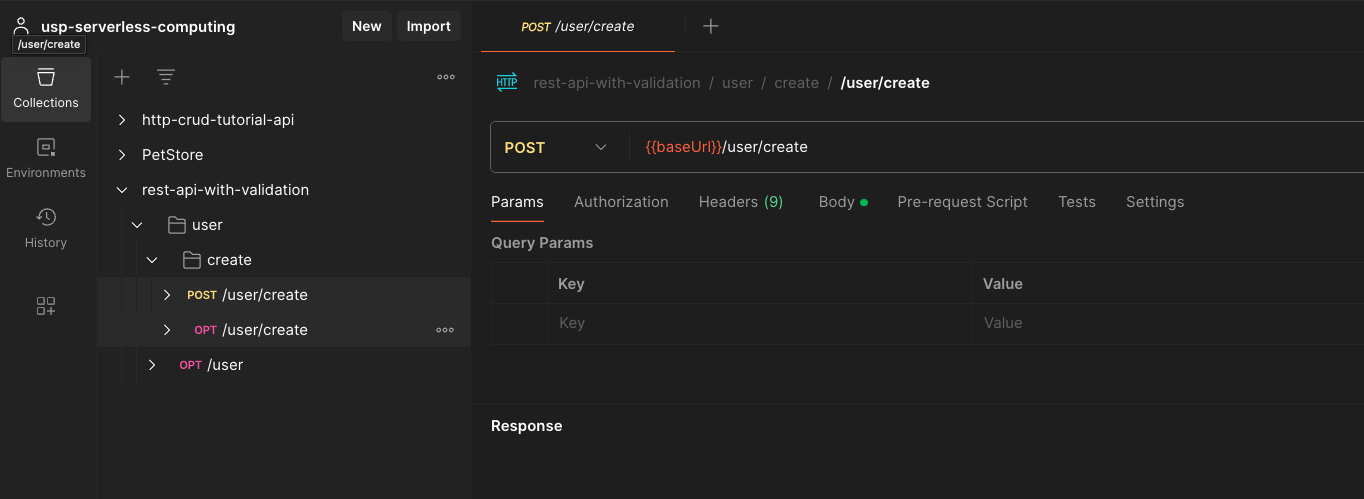 usp-serverless-computing New Import
/user/create
Collections
Environments
History
http-crud-tutorial-api
PetStore
rest-api-with-validation
user
create
POST /user/create
OPT /user/create
OPT /user
POST /user/create
HTTP rest-api-with-validation / user / create / /user/create
POST {{baseUrl}}/user/create
Params Authorization Headers (9) Body Pre-request Script Tests Settings
Query Params
Key Value
Key Value
Response